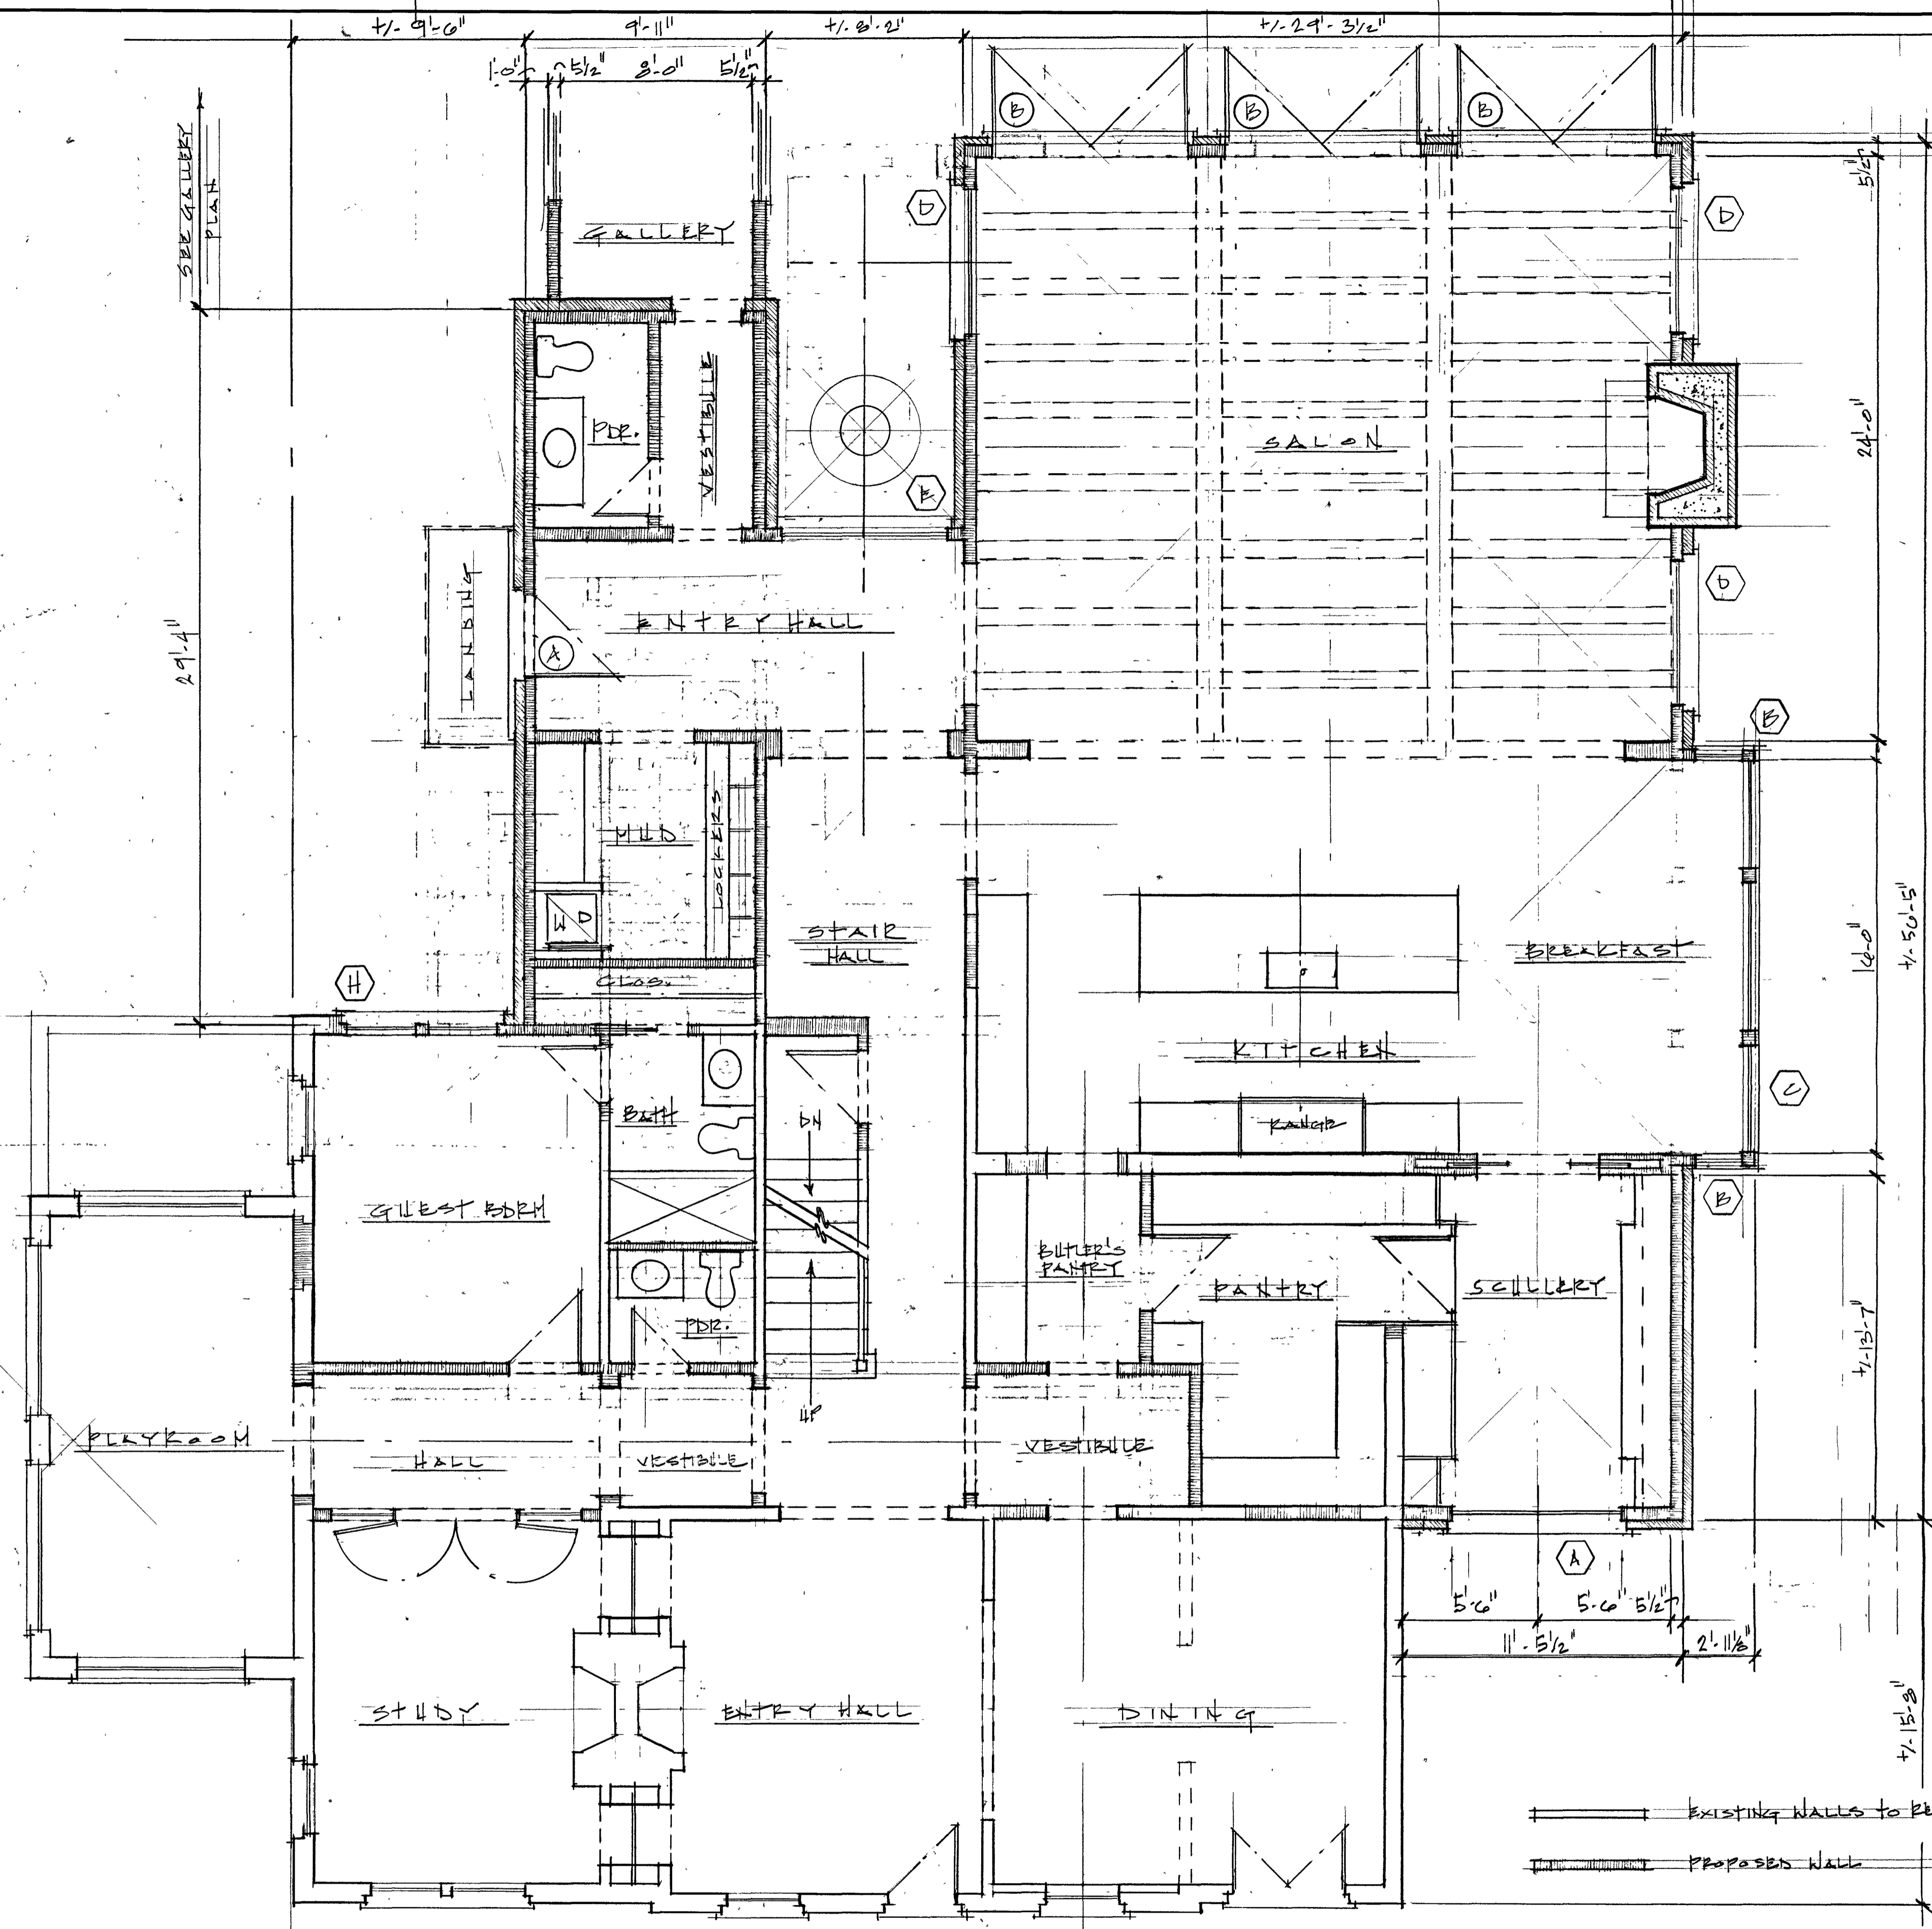 +/- 9'-6"
9'-11"
+/- 8'-2"
+/- 29'-3 1/2"
1'-0"
5 1/2"
8'-0"
5 1/2"
B
B
B
SEE GALLERY
PLAN
5 1/2"
D
D
GALLERY
PDR.
VESTIBULE
SALON
24'-0"
E
LANDING
ENTRY HALL
A
D
29'-4"
B
MUD
LOCKERS
W
D
STAIR
HALL
BREAKFAST
16'-0"
+/- 56'-5"
CLOS.
H
KITCHEN
C
BATH
DN
RANGE
GUEST BDRM
B
BUTLER'S
PANTRY
PANTRY
SCULLERY
PDR.
+/- 13'-7"
UP
PLAYROOM
HALL
VESTIBULE
VESTIBULE
A
5'-6"
5'-6"
5 1/2"
11'-5 1/2"
2'-11 1/8"
STUDY
ENTRY HALL
DINING
+/- 15'-8"
EXISTING WALLS TO RE
PROPOSED WALL